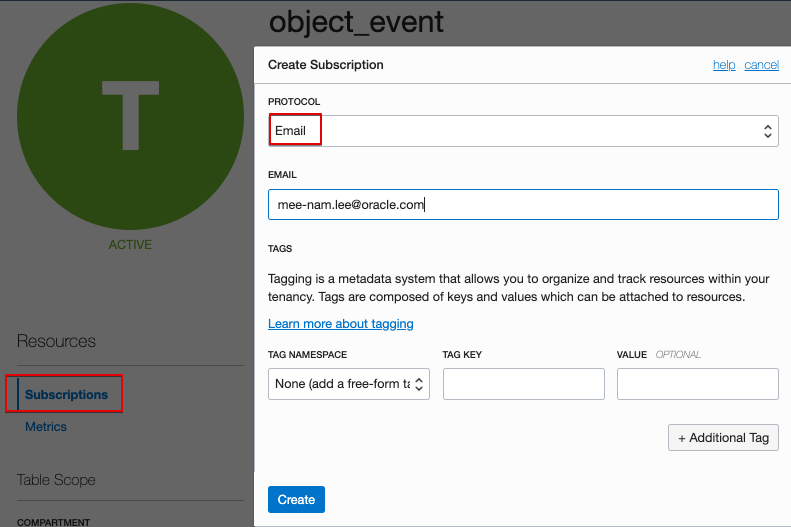 object_event
T
ACTIVE
Resources
Subscriptions
Metrics
Table Scope
COMPARTMENT
Create Subscription
help cancel
PROTOCOL
Email
EMAIL
mee-nam.lee@oracle.com
TAGS
Tagging is a metadata system that allows you to organize and track resources within your
tenancy. Tags are composed of keys and values which can be attached to resources.
Learn more about tagging
TAG NAMESPACE TAG KEY VALUE OPTIONAL
None (add a free-form ta
+ Additional Tag
Create